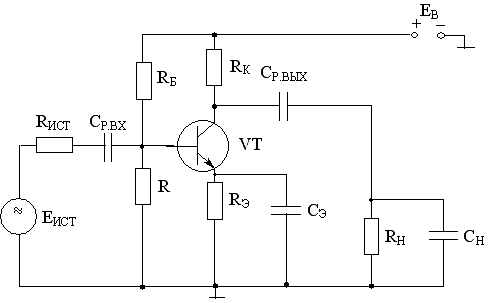 E_В
+ −
R_Б
R_К
C_Р.ВЫХ
R_ИСТ
C_Р.ВХ
VT
R
R_Э
C_Э
≈
E_ИСТ
R_Н
C_Н